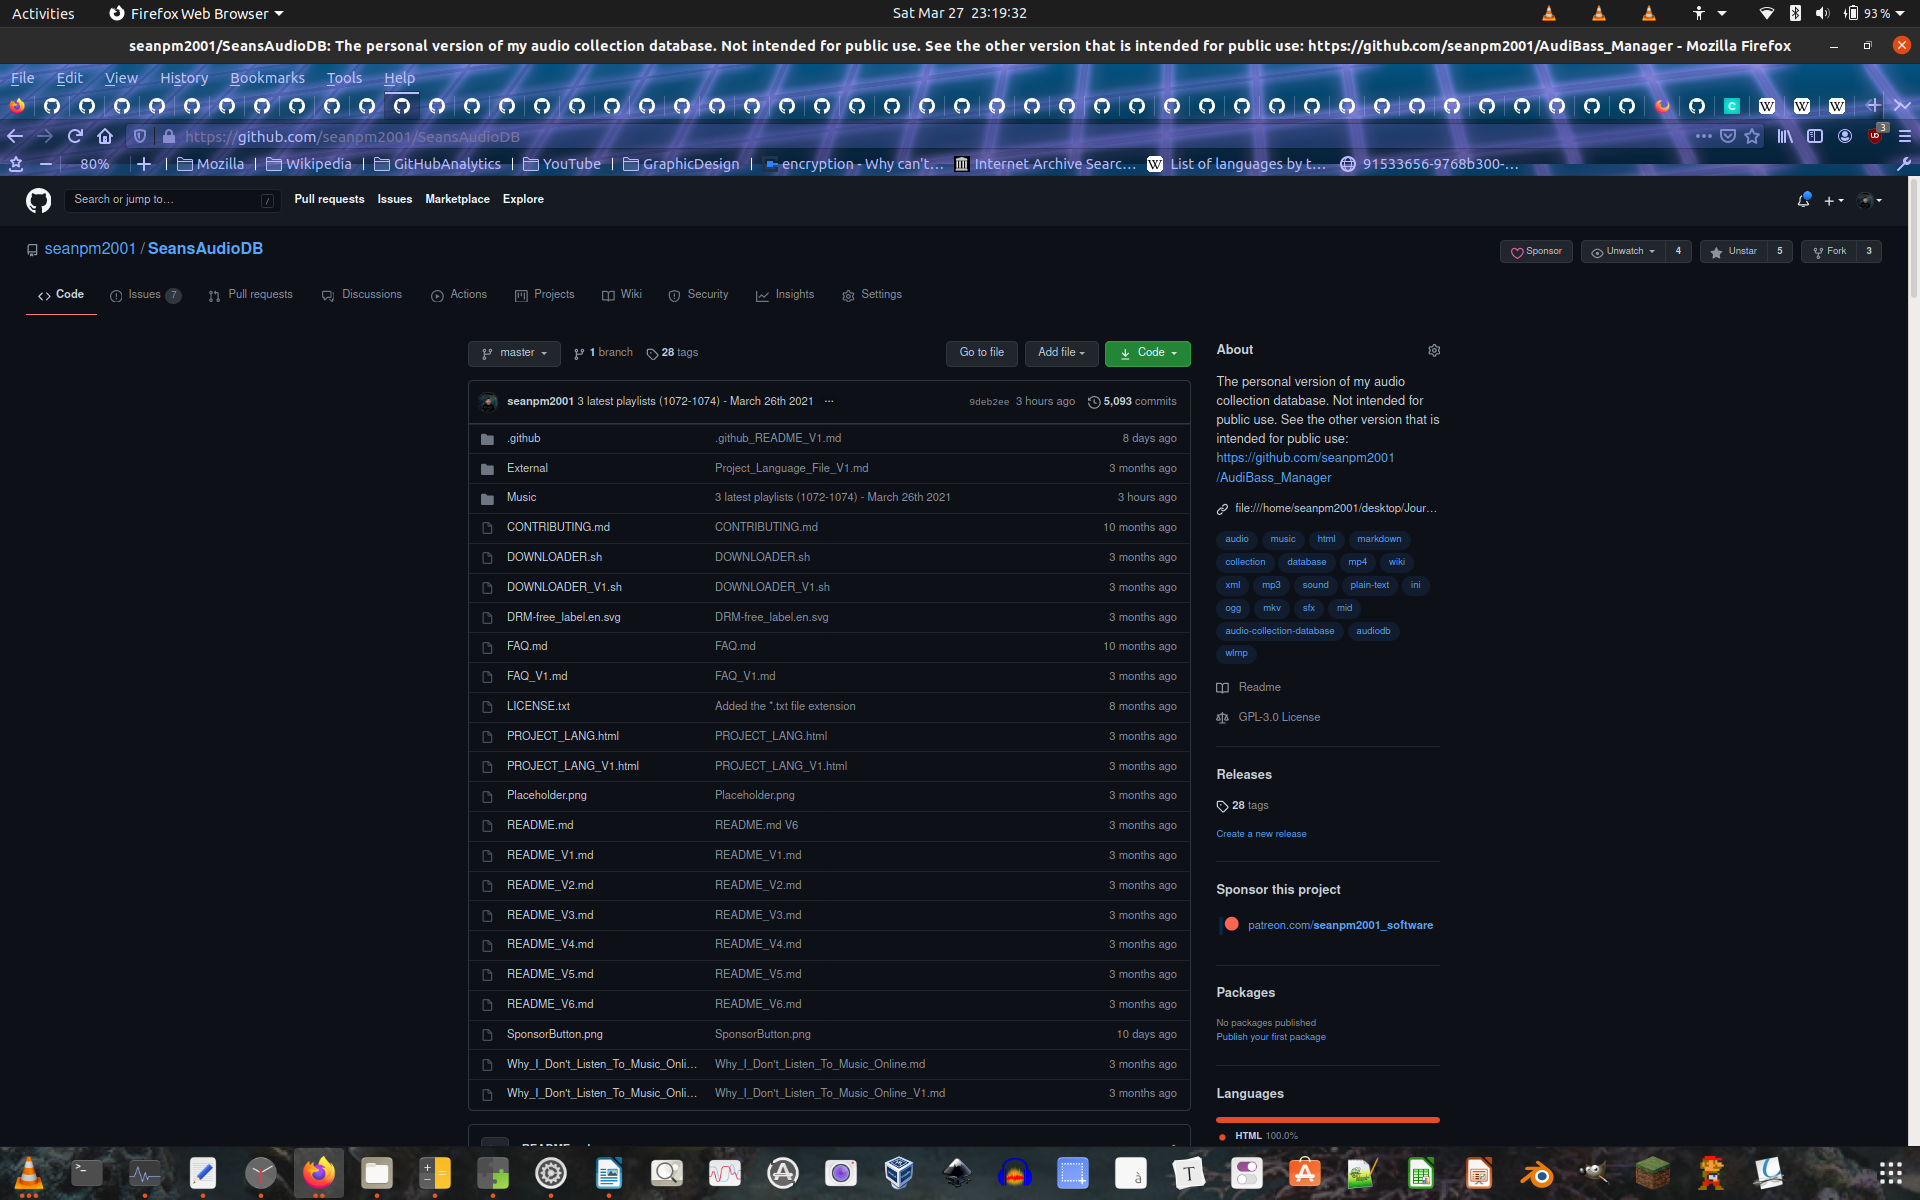 Activities
Firefox Web Browser
Sat Mar 27 23:19:32
93 %
seanpm2001/SeansAudioDB: The personal version of my audio collection database. Not intended for public use. See the other version that is intended for public use: https://github.com/seanpm2001/AudiBass_Manager - Mozilla Firefox
File Edit View History Bookmarks Tools Help
https://github.com/seanpm2001/SeansAudioDB
3
80%
Mozilla
Wikipedia
GitHubAnalytics
YouTube
GraphicDesign
encryption - Why can't…
Internet Archive Searc…
List of languages by t…
91533656-9768b300-…
Search or jump to…
/
Pull requests Issues Marketplace Explore
seanpm2001 / SeansAudioDB
Sponsor
Unwatch 4
Unstar 5
Fork 3
Code
Issues 7
Pull requests
Discussions
Actions
Projects
Wiki
Security
Insights
Settings
master
1 branch
28 tags
Go to file
Add file
Code
seanpm2001 3 latest playlists (1072-1074) - March 26th 2021 ···
9deb2ee 3 hours ago
5,093 commits
.github .github_README_V1.md 8 days ago
External Project_Language_File_V1.md 3 months ago
Music 3 latest playlists (1072-1074) - March 26th 2021 3 hours ago
CONTRIBUTING.md CONTRIBUTING.md 10 months ago
DOWNLOADER.sh DOWNLOADER.sh 3 months ago
DOWNLOADER_V1.sh DOWNLOADER_V1.sh 3 months ago
DRM-free_label.en.svg DRM-free_label.en.svg 3 months ago
FAQ.md FAQ.md 10 months ago
FAQ_V1.md FAQ_V1.md 3 months ago
LICENSE.txt Added the *.txt file extension 8 months ago
PROJECT_LANG.html PROJECT_LANG.html 3 months ago
PROJECT_LANG_V1.html PROJECT_LANG_V1.html 3 months ago
Placeholder.png Placeholder.png 3 months ago
README.md README.md V6 3 months ago
README_V1.md README_V1.md 3 months ago
README_V2.md README_V2.md 3 months ago
README_V3.md README_V3.md 3 months ago
README_V4.md README_V4.md 3 months ago
README_V5.md README_V5.md 3 months ago
README_V6.md README_V6.md 3 months ago
SponsorButton.png SponsorButton.png 10 days ago
Why_I_Don't_Listen_To_Music_Onli… Why_I_Don't_Listen_To_Music_Online.md 3 months ago
Why_I_Don't_Listen_To_Music_Onli… Why_I_Don't_Listen_To_Music_Online_V1.md 3 months ago
About
The personal version of my audio
collection database. Not intended for
public use. See the other version that is
intended for public use:
https://github.com/seanpm2001
/AudiBass_Manager
file:///home/seanpm2001/desktop/Jour…
audio music html markdown
collection database mp4 wiki
xml mp3 sound plain-text ini
ogg mkv sfx mid
audio-collection-database audiodb
wlmp
Readme
GPL-3.0 License
Releases
28 tags
Create a new release
Sponsor this project
patreon.com/seanpm2001_software
Packages
No packages published
Publish your first package
Languages
HTML 100.0%